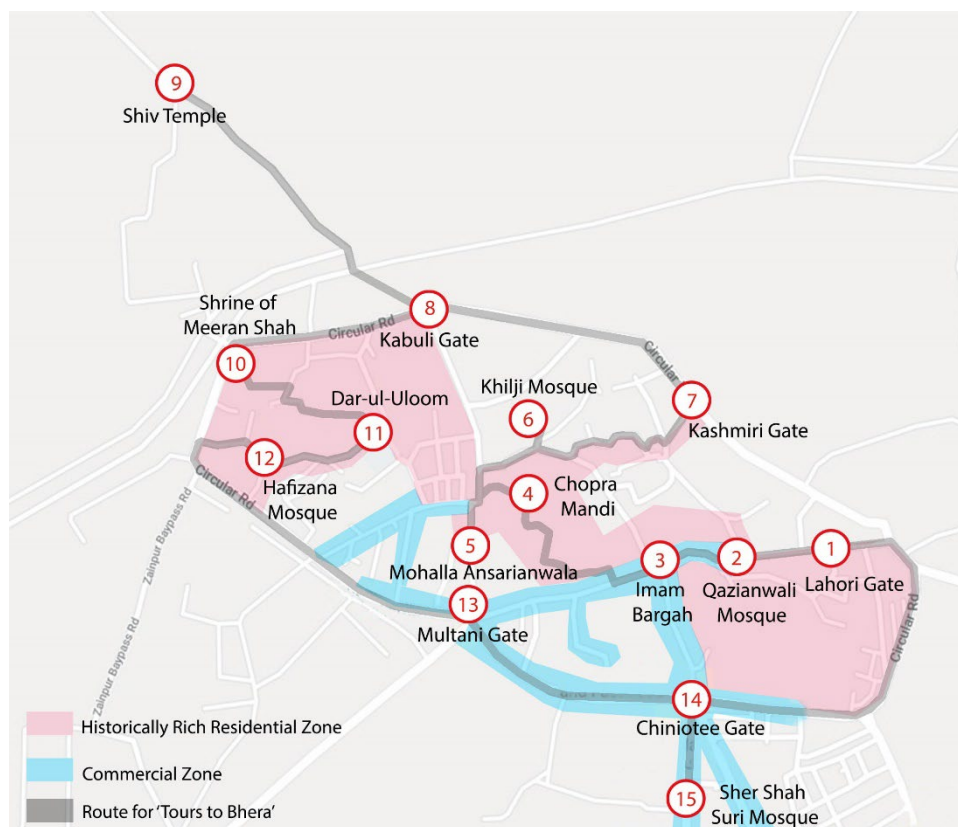 9
Shiv Temple
Shrine of
Meeran Shah
Circular Rd
8
Kabuli Gate
10
Khilji Mosque
Circular
Dar-ul-Uloom
6
7
Kashmiri Gate
11
12
Hafizana
Mosque
4
Chopra
Mandi
Circular Rd
Zainpur Baypass Rd
Zainpur Baypass Rd
5
Mohalla Ansarianwala
3
Imam
Bargah
2
Qazianwali
Mosque
1
Lahori Gate
13
Multani Gate
Circular Rd
14
Chiniotee Gate
15
Sher Shah
Suri Mosque
Historically Rich Residential Zone
Commercial Zone
Route for 'Tours to Bhera'